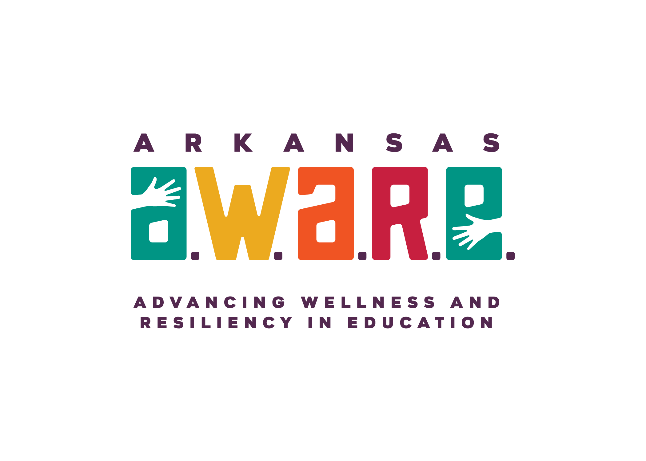 ARKANSAS
a.W.a.R.e.
ADVANCING WELLNESS AND
RESILIENCY IN EDUCATION